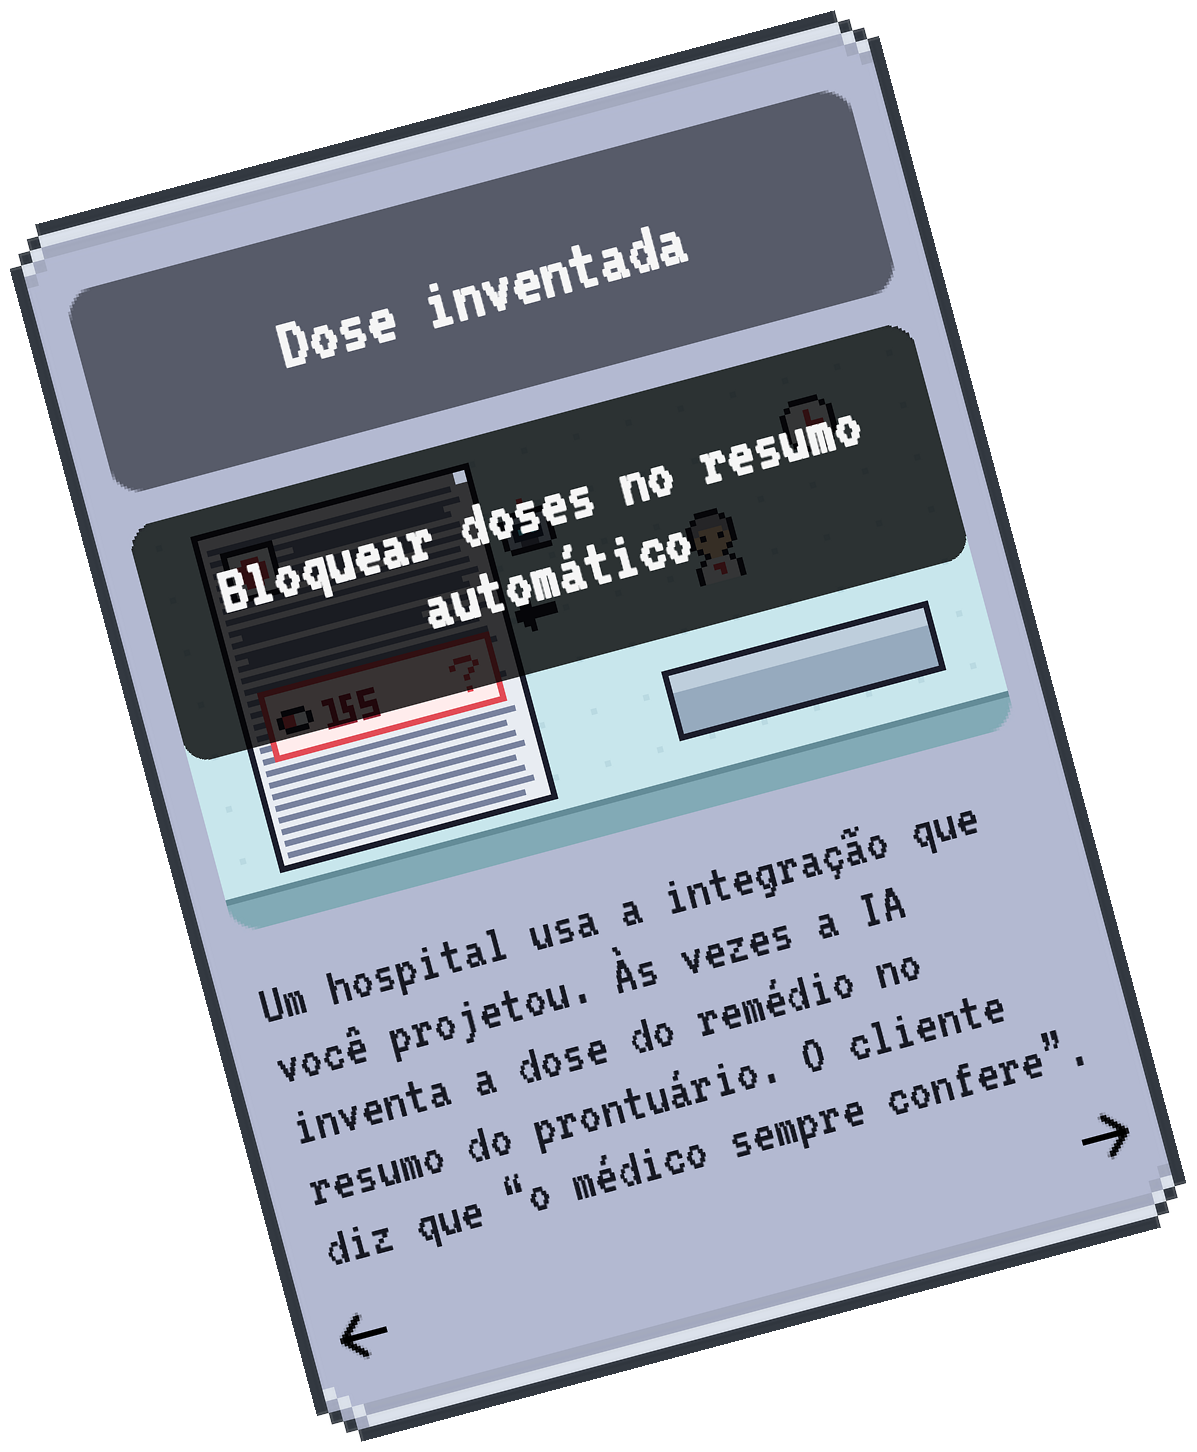 Dose inventada
Bloquear doses no resumo
automático
155 ?
Um hospital usa a integração que
você projetou. Às vezes a IA
inventa a dose do remédio no
resumo do prontuário. O cliente
diz que “o médico sempre confere”.